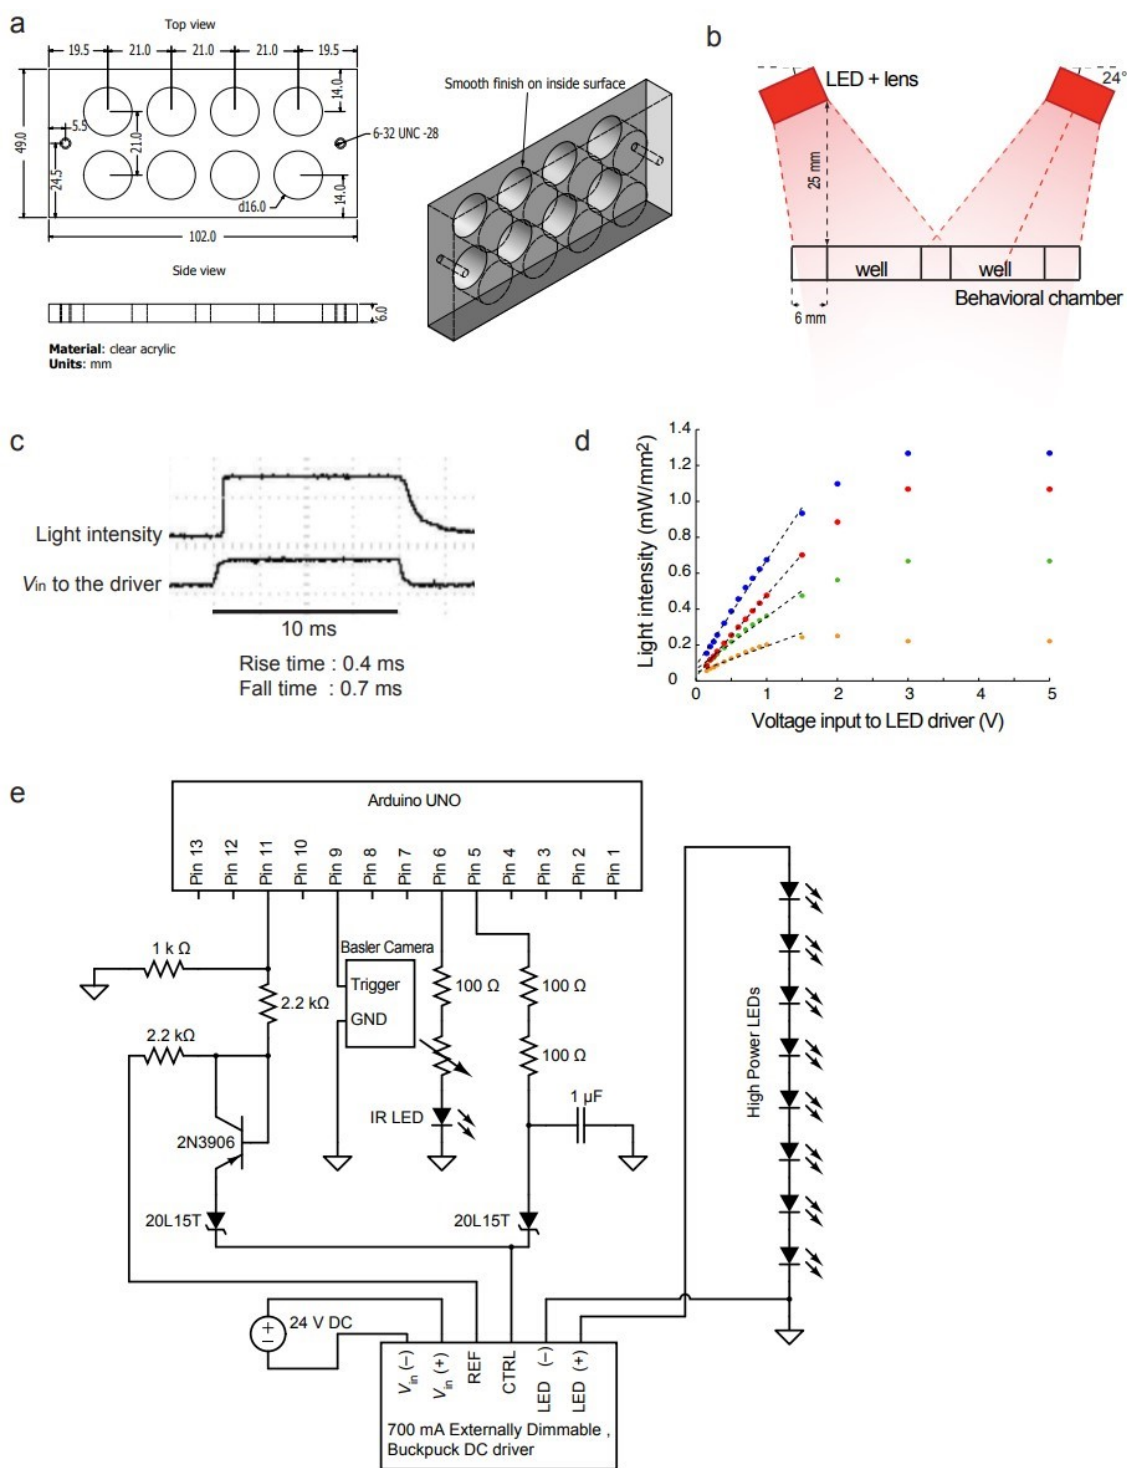 a
Top view
19.5
21.0
21.0
21.0
19.5
14.0
5.5
21.0
6-32 UNC -28
49.0
24.5
d16.0
14.0
102.0
Side view
6.0
Material: clear acrylic
Units: mm
Smooth finish on inside surface
b
LED + lens
24°
25 mm
well
well
Behavioral chamber
6 mm
c
Light intensity
Vin to the driver
10 ms
Rise time : 0.4 ms
Fall time : 0.7 ms
d
Light intensity (mW/mm2)
1.4
1.2
1.0
0.8
0.6
0.4
0.2
0
0
1
2
3
4
5
Voltage input to LED driver (V)
e
Arduino UNO
Pin 13
Pin 12
Pin 11
Pin 10
Pin 9
Pin 8
Pin 7
Pin 6
Pin 5
Pin 4
Pin 3
Pin 2
Pin 1
1 k Ω
Basler Camera
Trigger
GND
100 Ω
100 Ω
2.2 kΩ
2.2 kΩ
100 Ω
High Power LEDs
1 µF
IR LED
2N3906
20L15T
20L15T
24 V DC
Vin (–)
Vin (+)
REF
CTRL
LED (–)
LED (+)
700 mA Externally Dimmable ,
Buckpuck DC driver